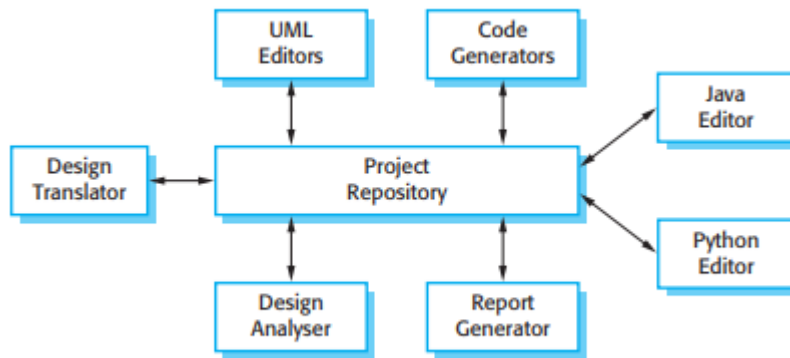 UML
Editors
Code
Generators
Java
Editor
Design
Translator
Project
Repository
Python
Editor
Design
Analyser
Report
Generator